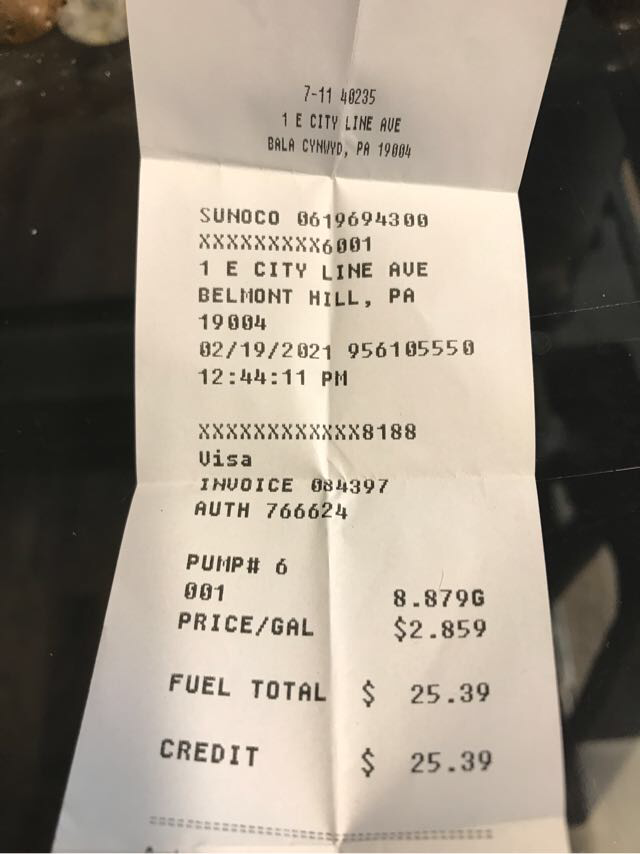 7-11 40235
1 E CITY LINE AVE
BALA CYNWYD, PA 19004
SUNOCO 0619694300
XXXXXXXXX6001
1 E CITY LINE AVE
BELMONT HILL, PA
19004
02/19/2021 956105550
12:44:11 PM
XXXXXXXXXXXX8188
Visa
INVOICE 084397
AUTH 766624
PUMP# 6
001 8.879G
PRICE/GAL $2.859
FUEL TOTAL $ 25.39
CREDIT $ 25.39